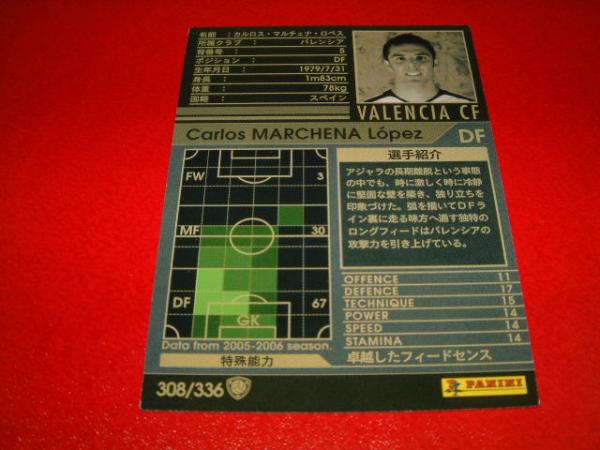 名前 : カルロス・マルチェナ・ロペス
所属クラブ : バレンシア
背番号 : 5
ポジション : DF
生年月日 : 1979/7/31
身長 : 1m83cm
体重 : 78kg
国籍 : スペイン
VALENCIA CF
Carlos MARCHENA López DF
FW 3
MF 30
DF 67
GK
Data from 2005-2006 season.
特殊能力
選手紹介
アジャラの長期離脱という事態
の中でも、時に激しく時に冷静
に堅固な壁を築き、独り立ちを
印象づけた。弧を描いてDFラ
イン裏に走る味方へ通す独特の
ロングフィードはバレンシアの
攻撃力を引き上げている。
OFFENCE 11
DEFENCE 17
TECHNIQUE 15
POWER 14
SPEED 14
STAMINA 14
卓越したフィードセンス
308/336
PANINI